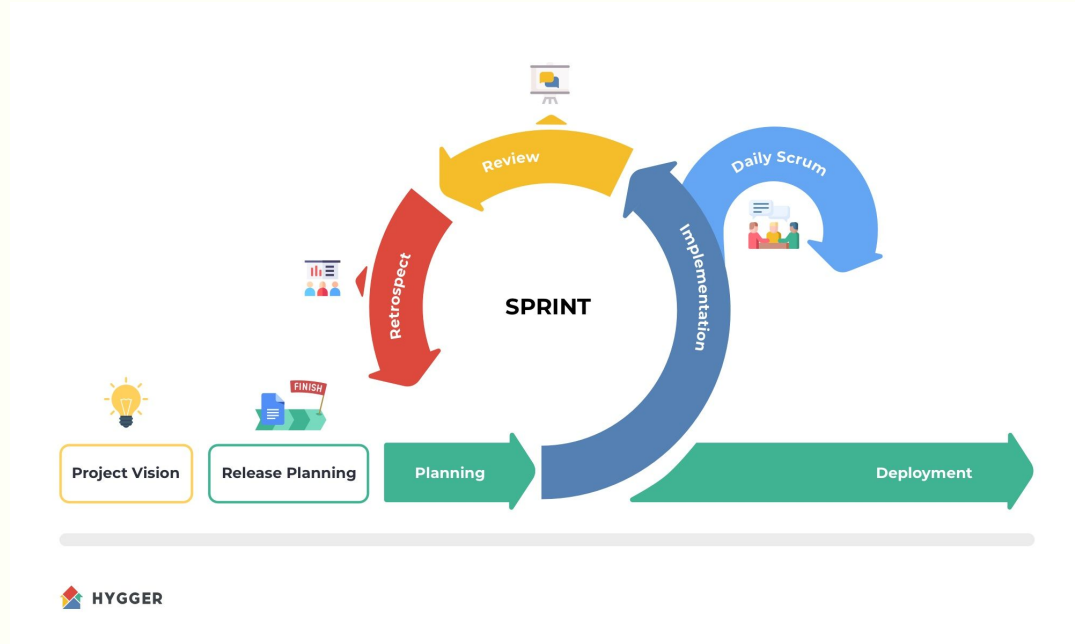 Review
Daily Scrum
Implementation
Retrospect
SPRINT
FINISH
Project Vision
Release Planning
Planning
Deployment
HYGGER